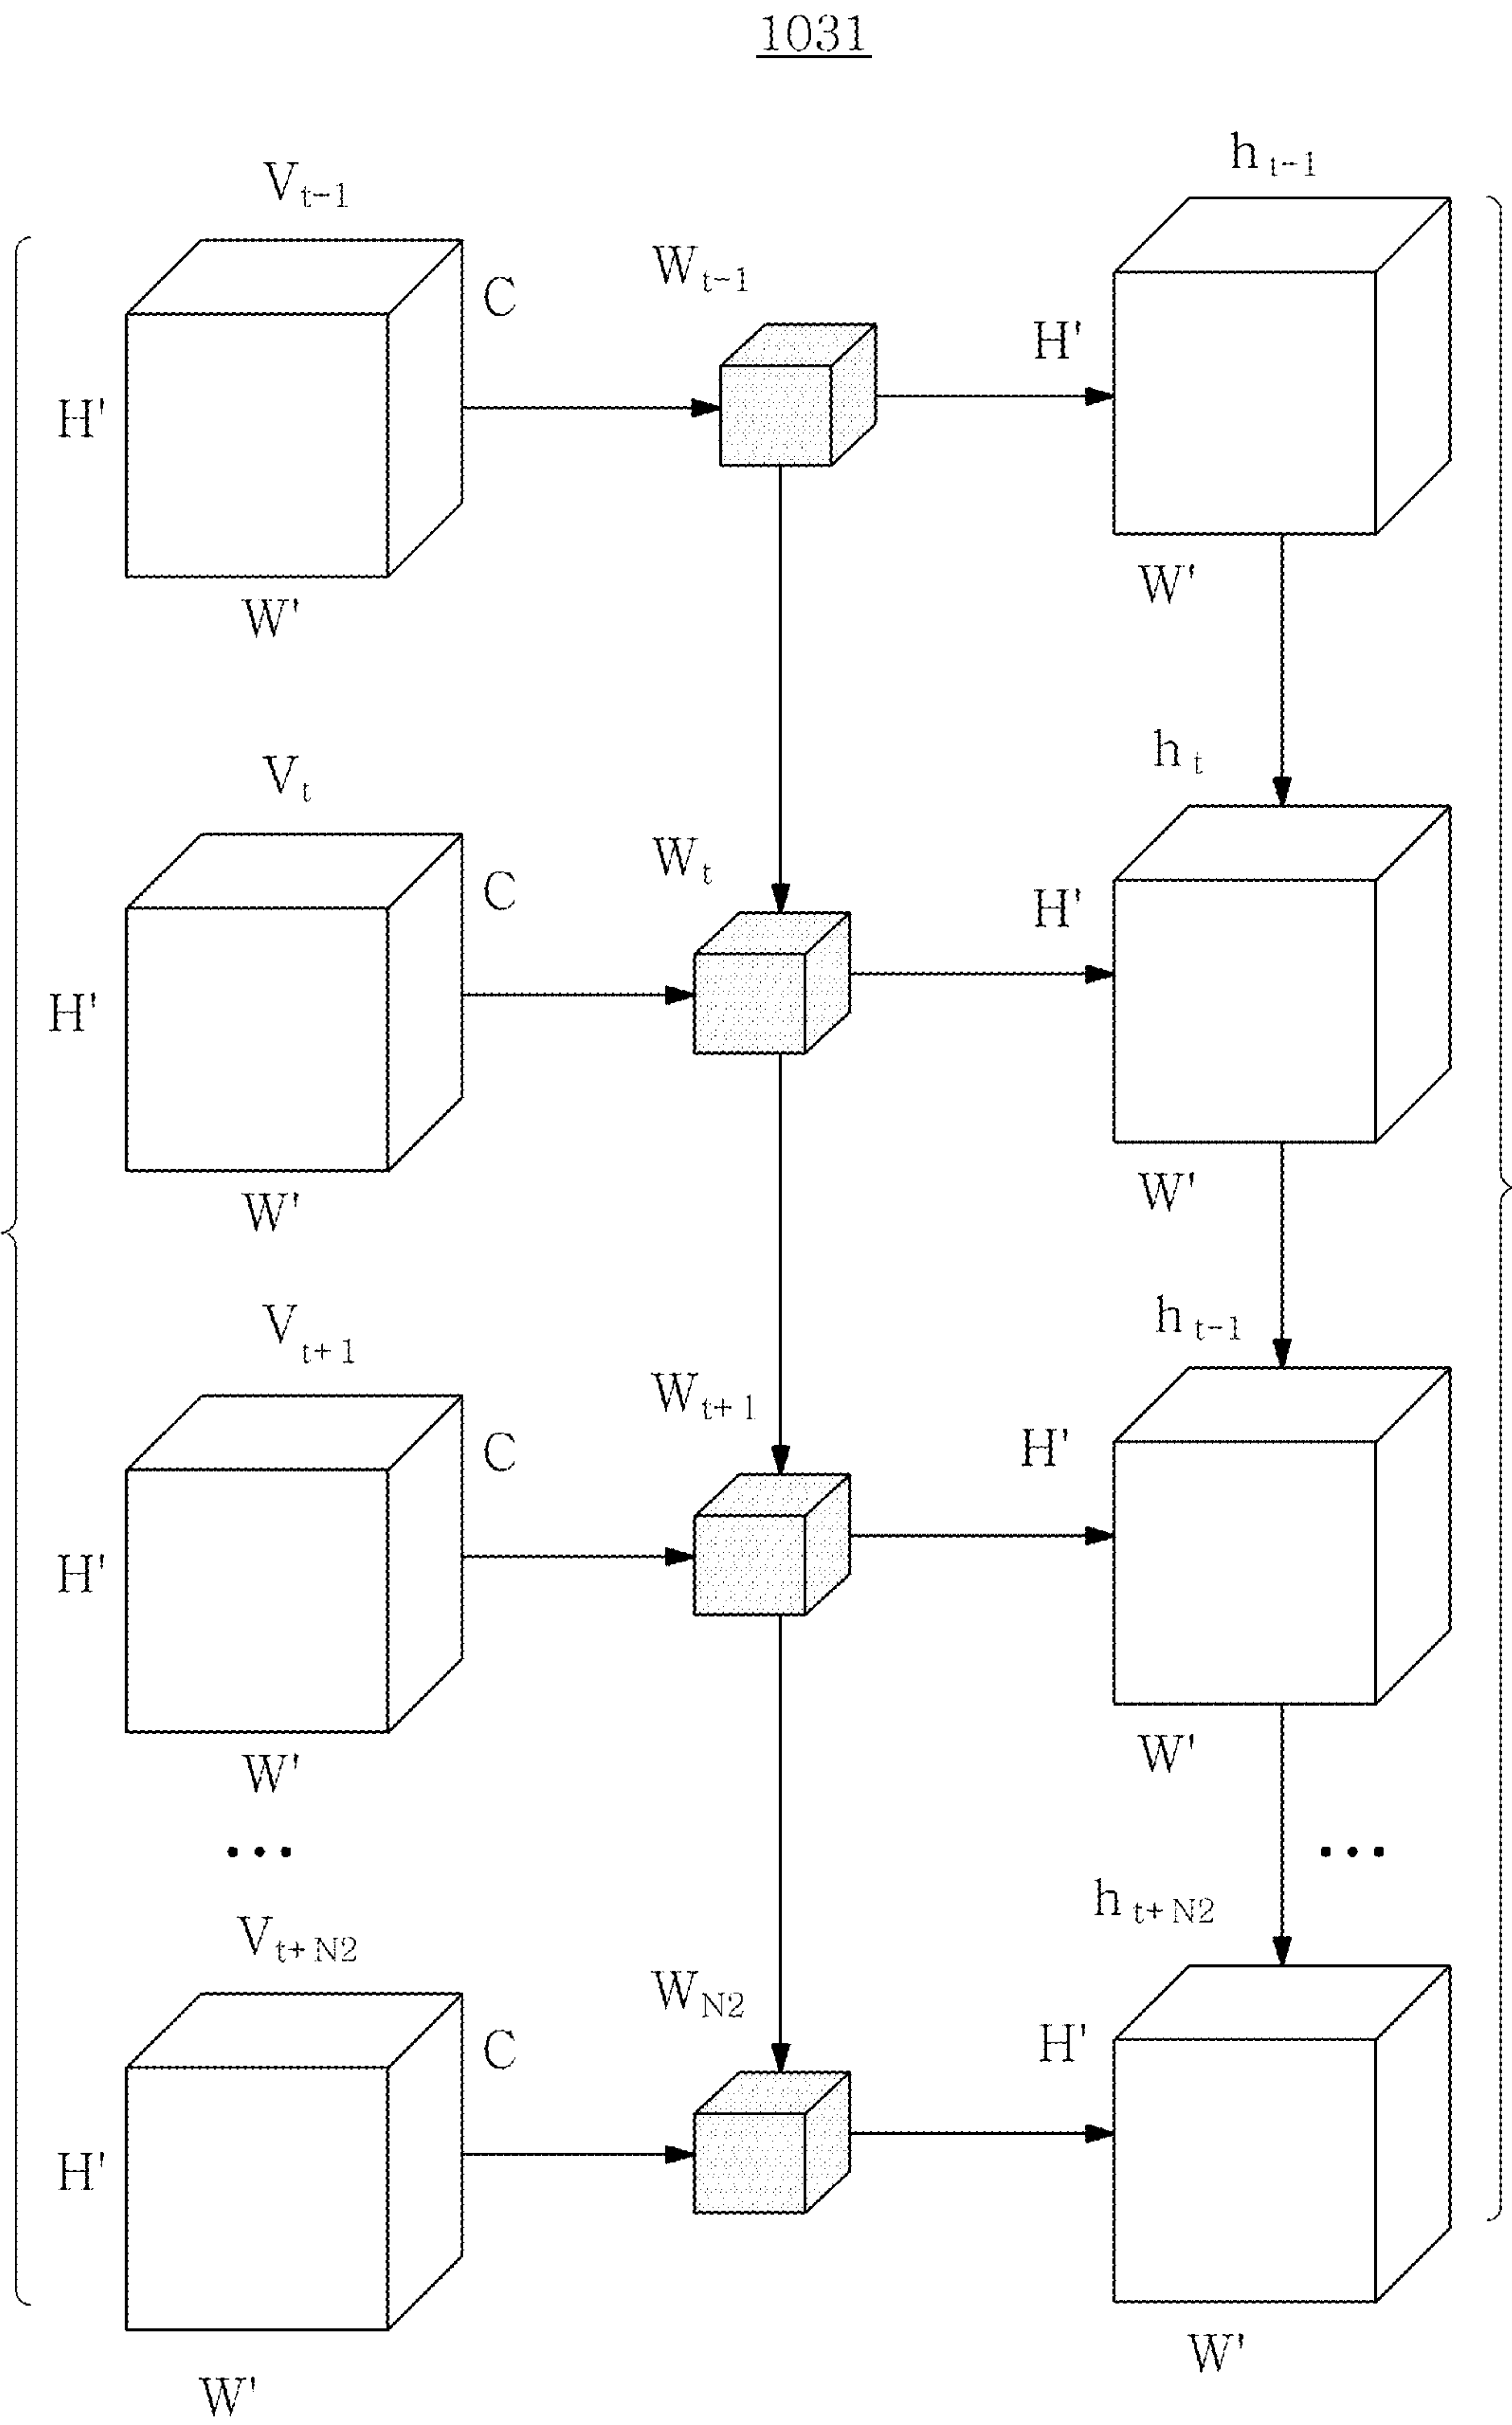 1031
V t-1
h t-1
W t-1
C
H'
H'
W'
W'
V t
h t
W t
C
H'
H'
W'
W'
V t+1
h t-1
W t+1
C
H'
H'
W'
W'
...
...
V t+N2
h t+N2
W N2
C
H'
H'
W'
W'